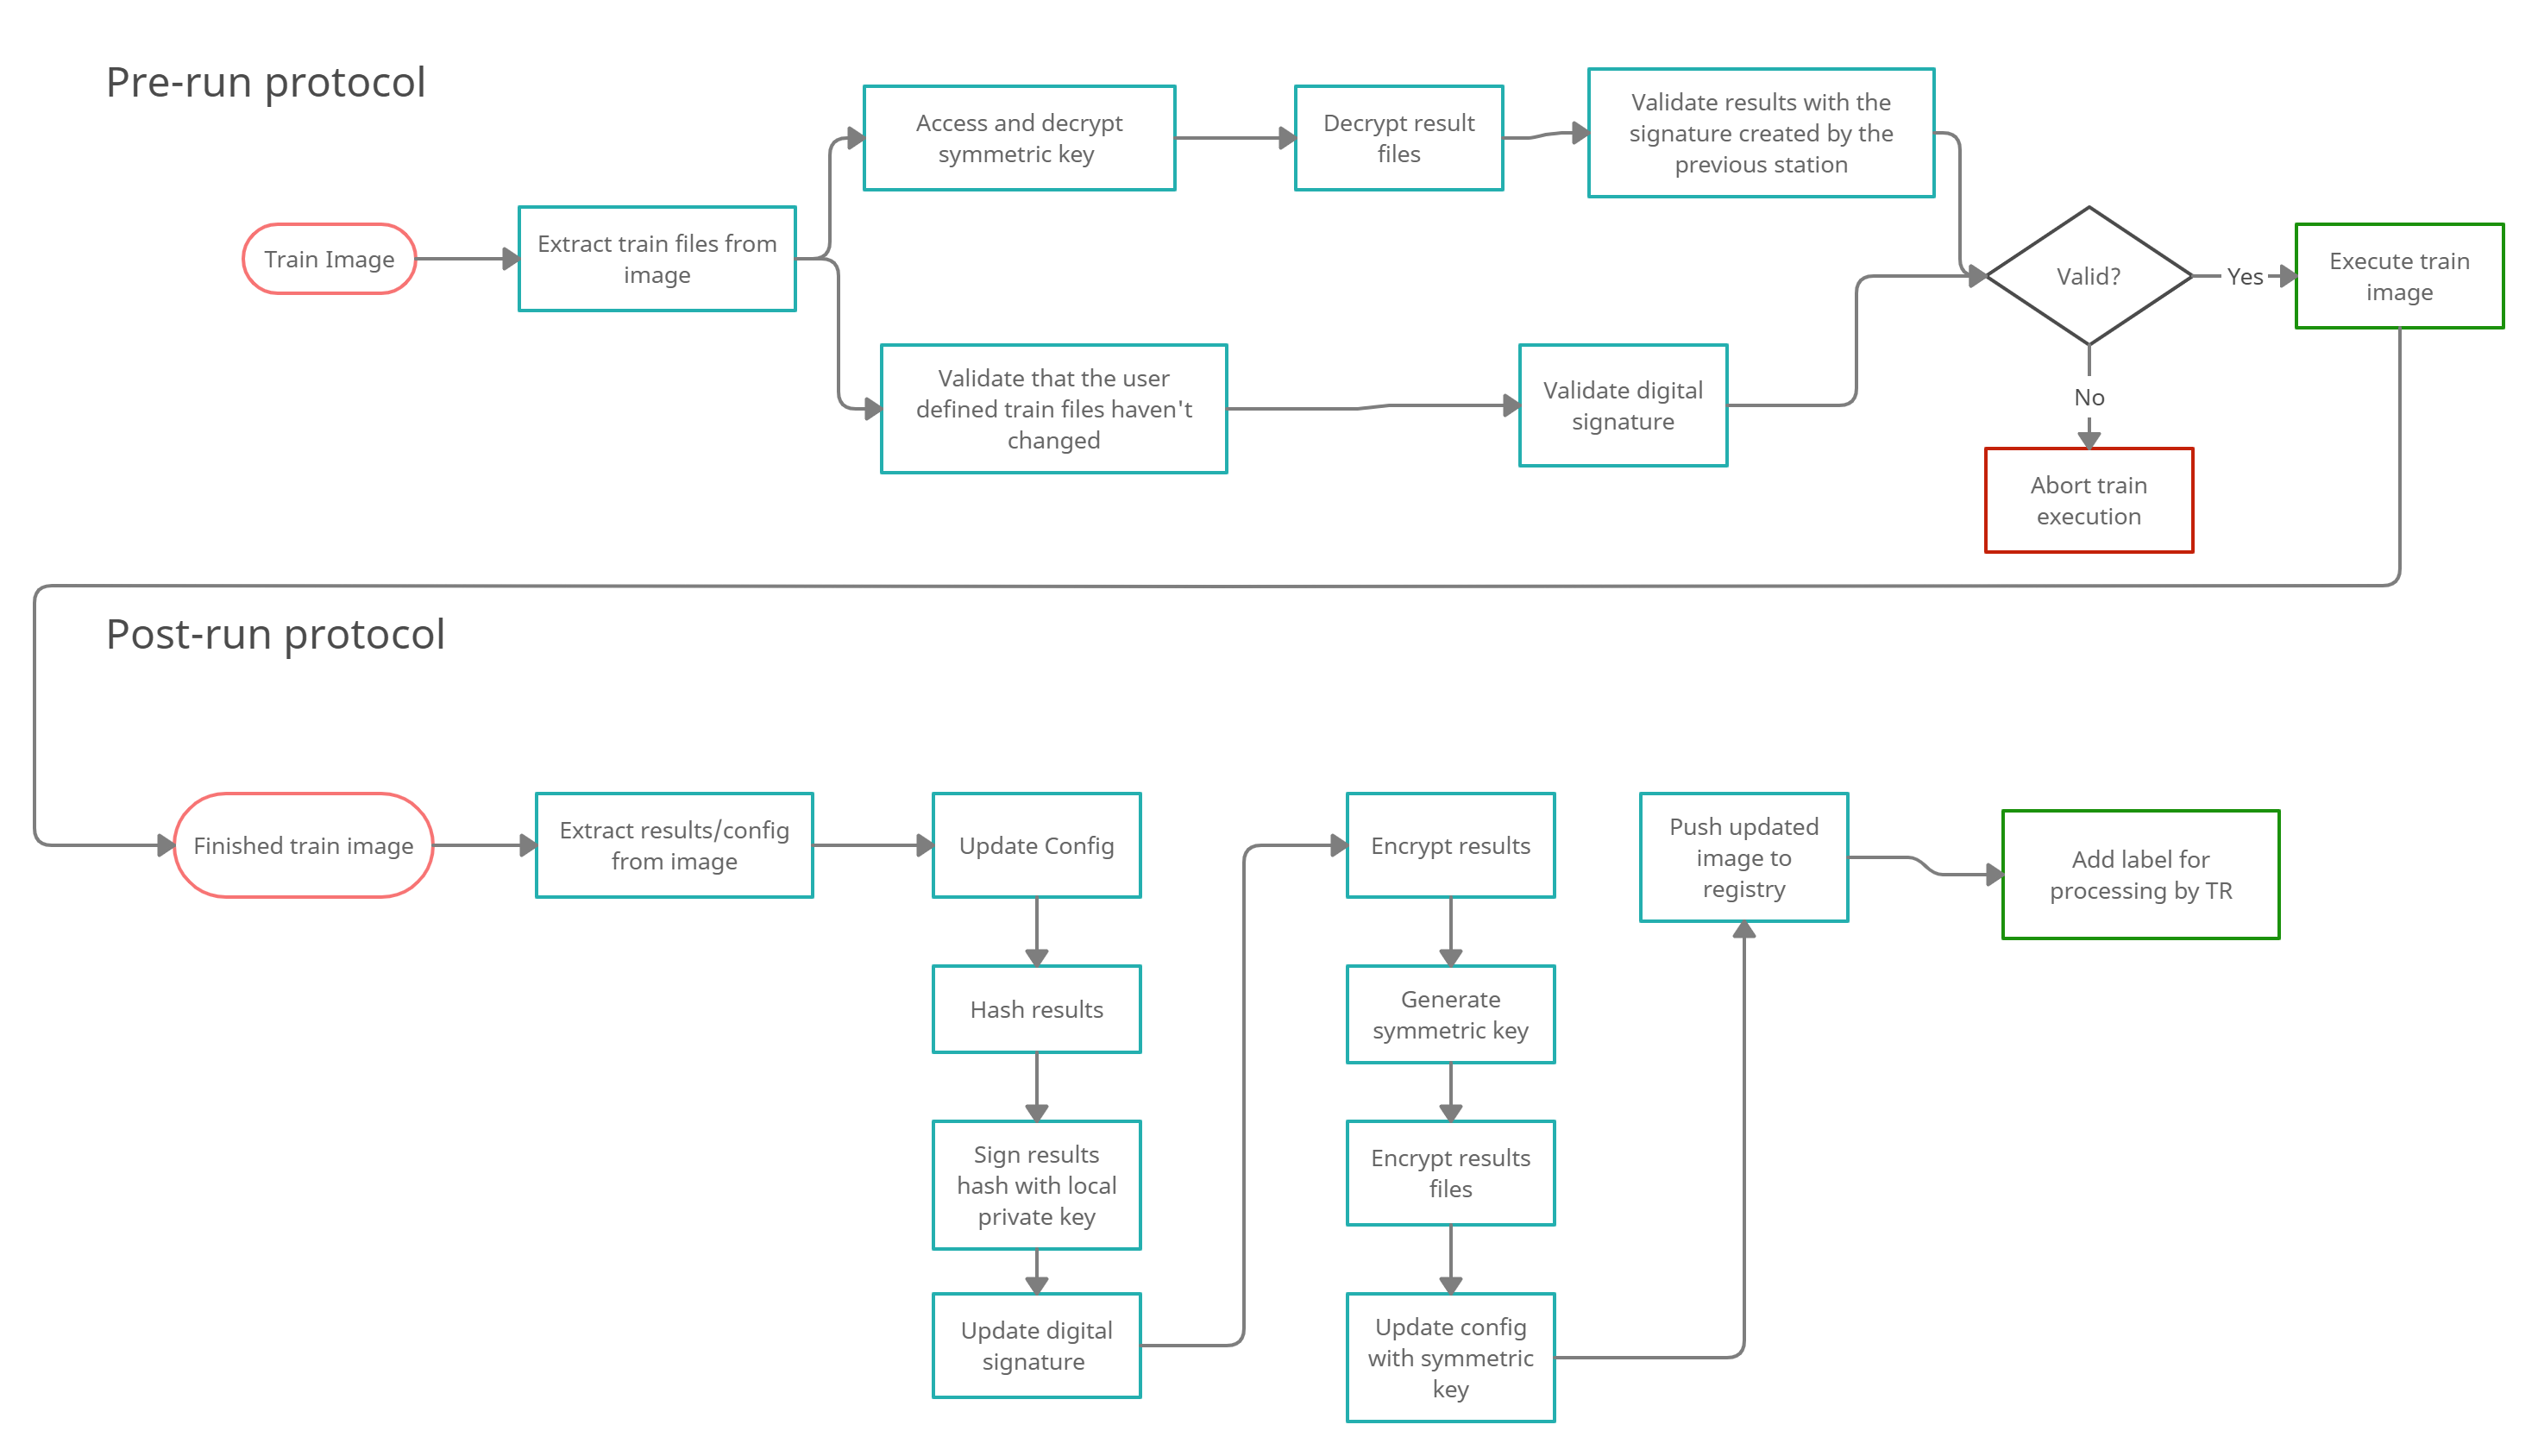 Pre-run protocol
Train Image
Extract train files from
image
Access and decrypt
symmetric key
Decrypt result
files
Validate results with the
signature created by the
previous station
Validate that the user
defined train files haven't
changed
Validate digital
signature
Valid?
Yes
Execute train
image
No
Abort train
execution
Post-run protocol
Finished train image
Extract results/config
from image
Update Config
Hash results
Sign results
hash with local
private key
Update digital
signature
Encrypt results
Generate
symmetric key
Encrypt results
files
Update config
with symmetric
key
Push updated
image to
registry
Add label for
processing by TR